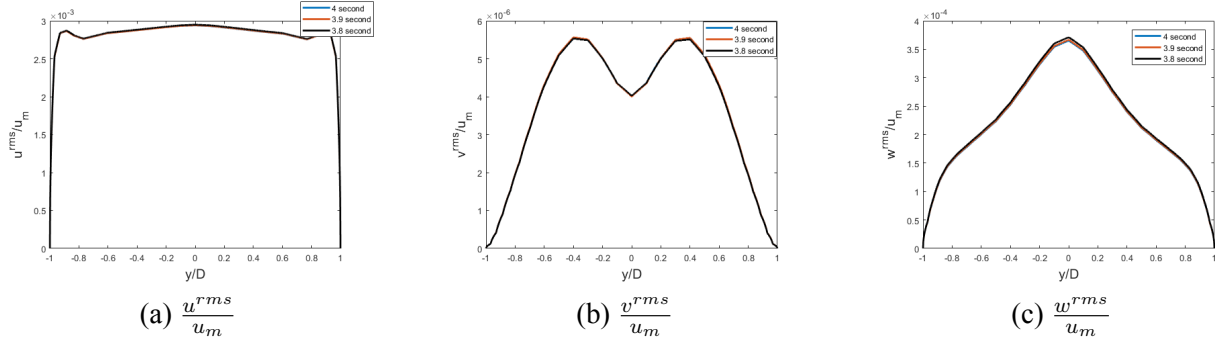 ×10⁻³
3
2.5
2
1.5
1
0.5
0
-1 -0.8 -0.6 -0.4 -0.2 0 0.2 0.4 0.6 0.8 1
u^rms/u_m
y/D
4 second
3.9 second
3.8 second
(a) u^{rms}/u_m
×10⁻⁶
6
5
4
3
2
1
0
-1 -0.8 -0.6 -0.4 -0.2 0 0.2 0.4 0.6 0.8 1
v^rms/u_m
y/D
4 second
3.9 second
3.8 second
(b) v^{rms}/u_m
×10⁻⁴
4
3.5
3
2.5
2
1.5
1
0.5
0
-1 -0.8 -0.6 -0.4 -0.2 0 0.2 0.4 0.6 0.8 1
w^rms/u_m
y/D
4 second
3.9 second
3.8 second
(c) w^{rms}/u_m